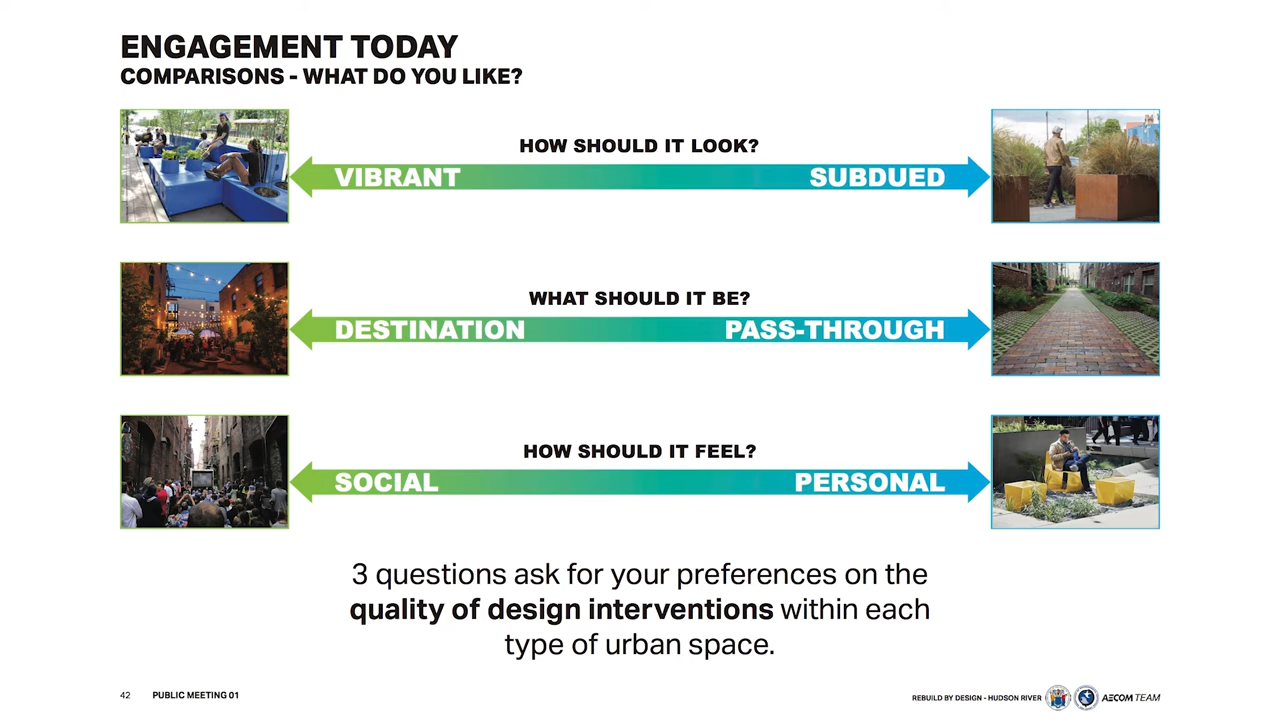 ENGAGEMENT TODAY
COMPARISONS - WHAT DO YOU LIKE?
HOW SHOULD IT LOOK?
VIBRANT
SUBDUED
WHAT SHOULD IT BE?
DESTINATION
PASS-THROUGH
HOW SHOULD IT FEEL?
SOCIAL
PERSONAL
3 questions ask for your preferences on the
quality of design interventions within each
type of urban space.
42
PUBLIC MEETING 01
REBUILD BY DESIGN - HUDSON RIVER
AECOM TEAM